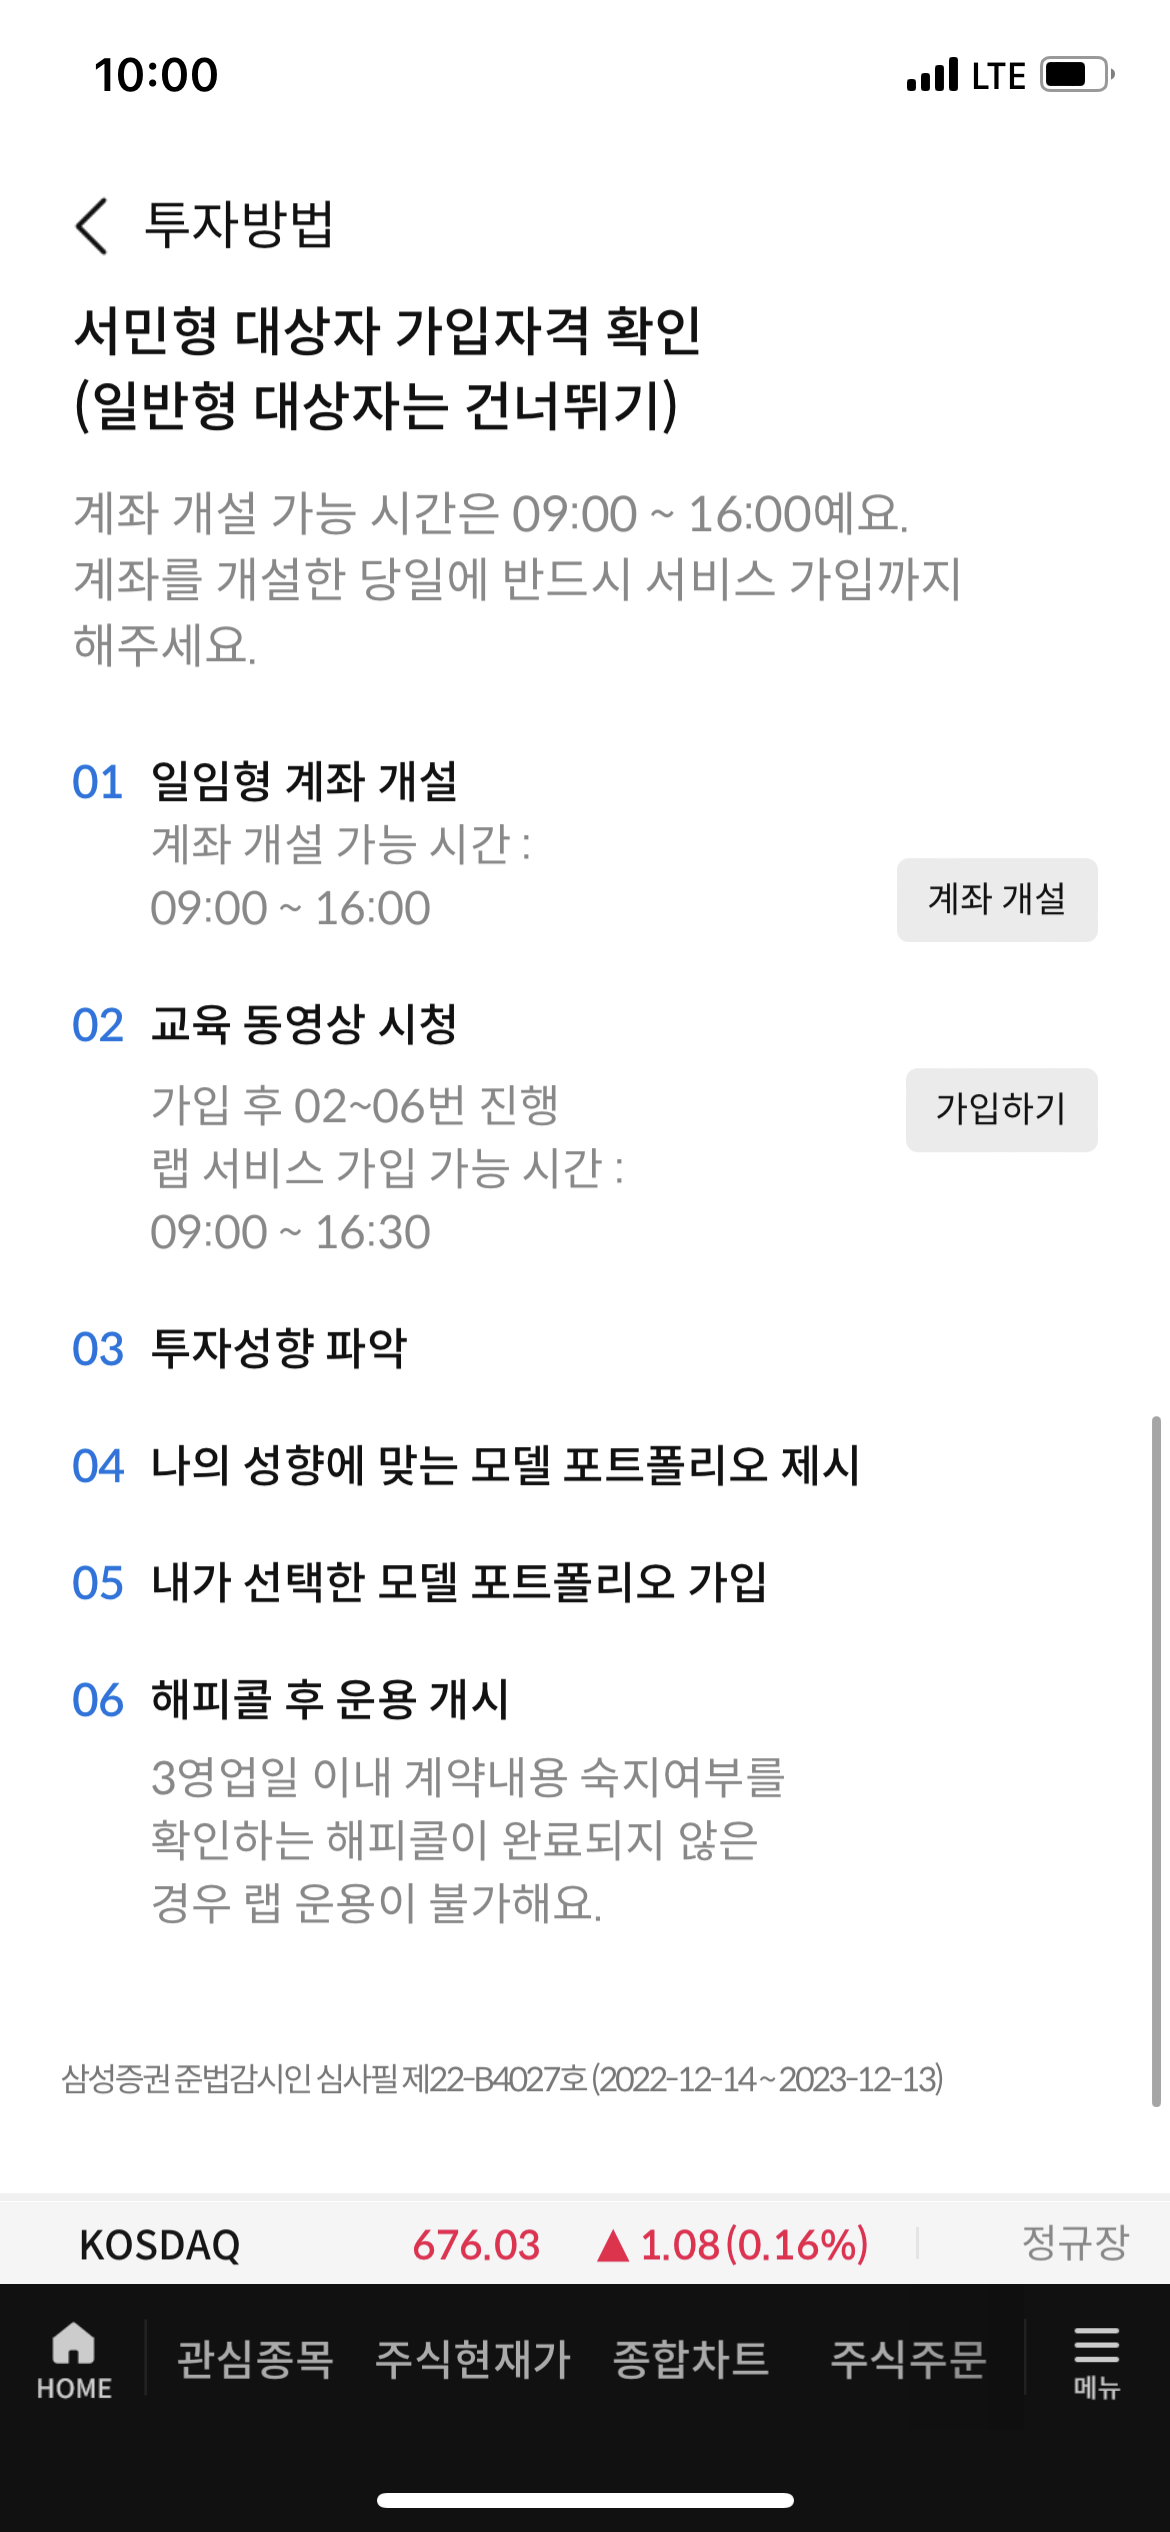 10:00
LTE
투자방법
서민형 대상자 가입자격 확인
(일반형 대상자는 건너뛰기)
계좌 개설 가능 시간은 09:00 ~ 16:00예요.
계좌를 개설한 당일에 반드시 서비스 가입까지
해주세요.
01 일임형 계좌 개설
계좌 개설 가능 시간 :
09:00 ~ 16:00
계좌 개설
02 교육 동영상 시청
가입 후 02~06번 진행
랩 서비스 가입 가능 시간 :
09:00 ~ 16:30
가입하기
03 투자성향 파악
04 나의 성향에 맞는 모델 포트폴리오 제시
05 내가 선택한 모델 포트폴리오 가입
06 해피콜 후 운용 개시
3영업일 이내 계약내용 숙지여부를
확인하는 해피콜이 완료되지 않은
경우 랩 운용이 불가해요.
삼성증권 준법감시인 심사필 제22-B4027호 (2022-12-14 ~ 2023-12-13)
KOSDAQ 676.03 ▲ 1.08 (0.16%) 정규장
HOME 관심종목 주식현재가 종합차트 주식주문 메뉴